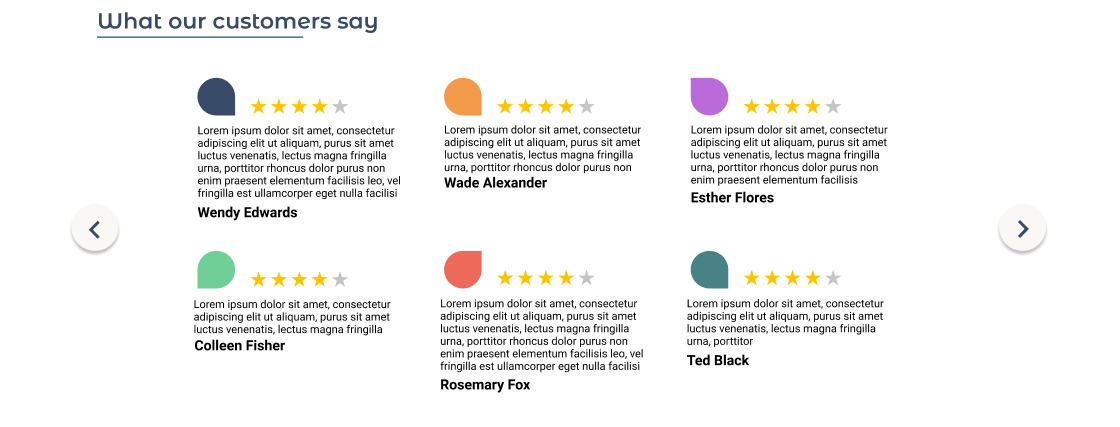 What our customers say
Lorem ipsum dolor sit amet, consectetur
adipiscing elit ut aliquam, purus sit amet
luctus venenatis, lectus magna fringilla
urna, porttitor rhoncus dolor purus non
enim praesent elementum facilisis leo, vel
fringilla est ullamcorper eget nulla facilisi
Wendy Edwards
Lorem ipsum dolor sit amet, consectetur
adipiscing elit ut aliquam, purus sit amet
luctus venenatis, lectus magna fringilla
urna, porttitor rhoncus dolor purus non
Wade Alexander
Lorem ipsum dolor sit amet, consectetur
adipiscing elit ut aliquam, purus sit amet
luctus venenatis, lectus magna fringilla
urna, porttitor rhoncus dolor purus non
enim praesent elementum facilisis
Esther Flores
Lorem ipsum dolor sit amet, consectetur
adipiscing elit ut aliquam, purus sit amet
luctus venenatis, lectus magna fringilla
Colleen Fisher
Lorem ipsum dolor sit amet, consectetur
adipiscing elit ut aliquam, purus sit amet
luctus venenatis, lectus magna fringilla
urna, porttitor rhoncus dolor purus non
enim praesent elementum facilisis leo, vel
fringilla est ullamcorper eget nulla facilisi
Rosemary Fox
Lorem ipsum dolor sit amet, consectetur
adipiscing elit ut aliquam, purus sit amet
luctus venenatis, lectus magna fringilla
urna, porttitor
Ted Black